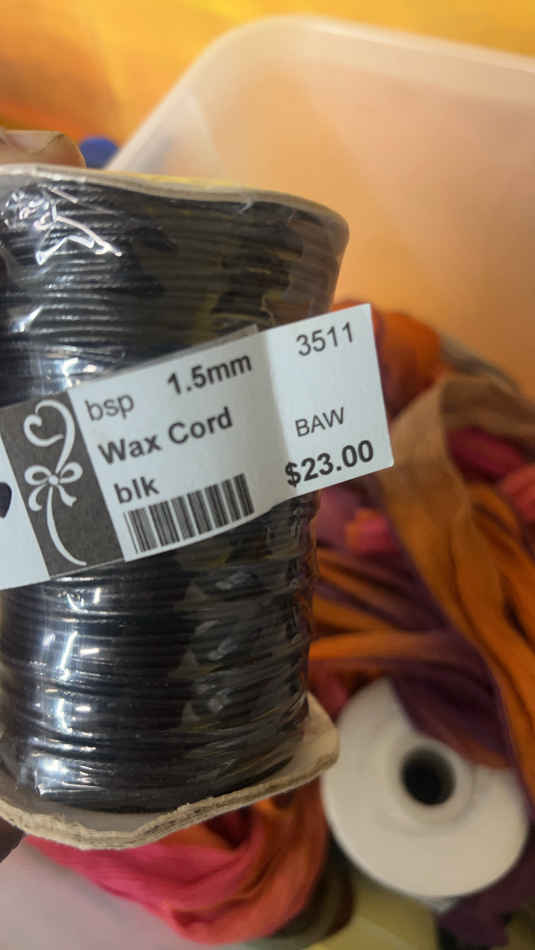 bsp 1.5mm
Wax Cord
blk
3511
BAW
$23.00